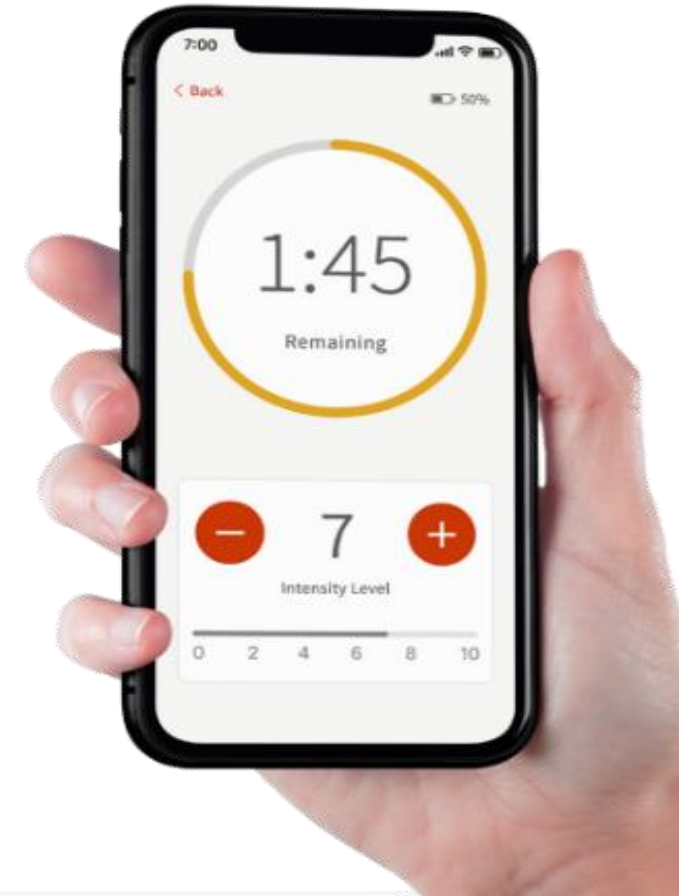 7:00
< Back
50%
1:45
Remaining
− 7 +
Intensity Level
0 2 4 6 8 10